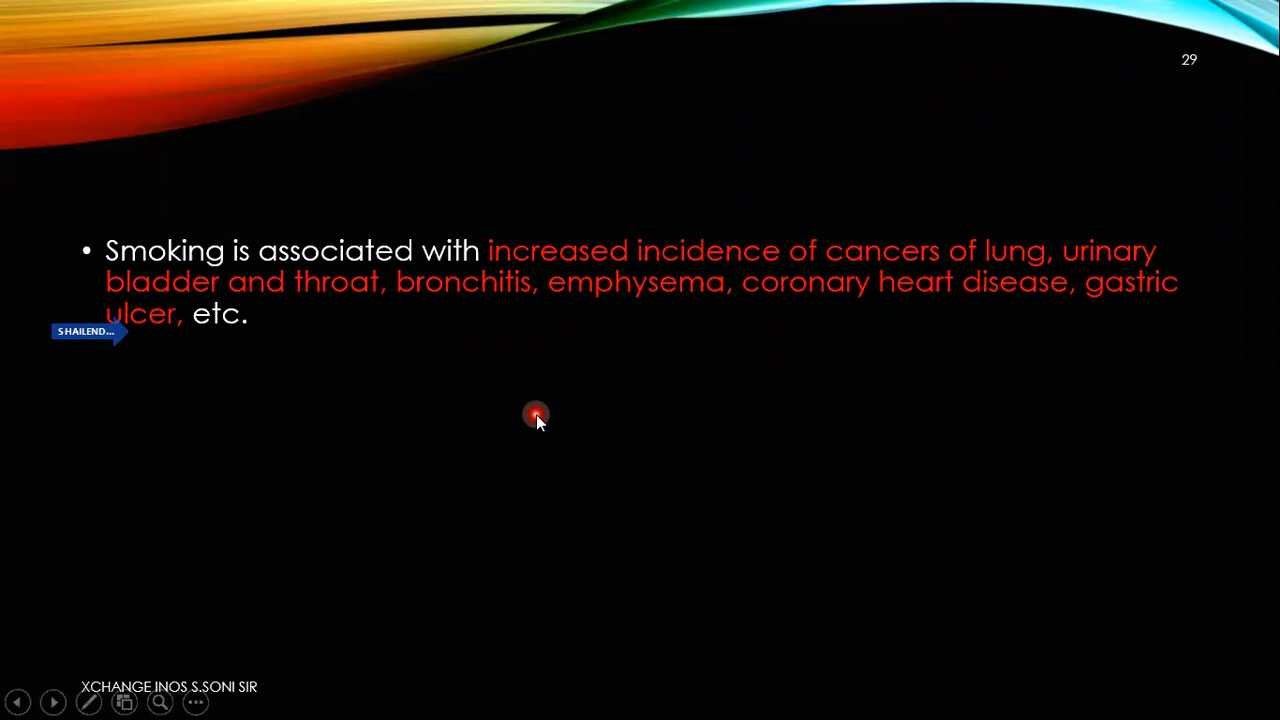 29
• Smoking is associated with increased incidence of cancers of lung, urinary
bladder and throat, bronchitis, emphysema, coronary heart disease, gastric
ulcer, etc.
SHAILEND...
XCHANGE INOS S.SONI SIR